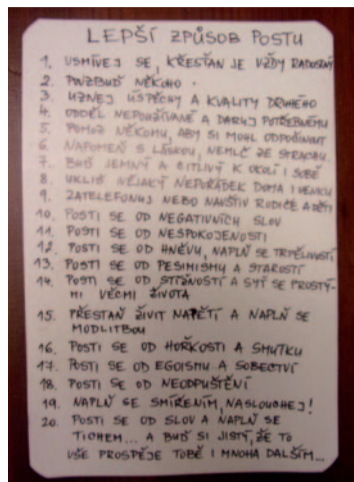 LEPŠÍ ZPŮSOB POSTU
1. USMÍVEJ SE, KŘESŤAN JE VŽDY RADOSTNÝ
2. POVZBUĎ NĚKOHO.
3. UZNEJ ÚSPĚCHY A KVALITY DRUHÉHO
4. ODDĚL NEPOUŽÍVANÉ A DARUJ POTŘEBNÉMU
5. POMOZ NĚKOMU, ABY SI MOHL ODPOČINOUT
6. NAPOMEŇ S LÁSKOU, NEMLČ ZE STRACHU.
7. BUĎ JEMNÝ A CITLIVÝ K OKOLÍ I SOBĚ
8. UKLIĎ NĚJAKÝ NEPOŘÁDEK DOMA I VENKU
9. ZATELEFONUJ NEBO NAVŠTIV RODIČE A DĚTI
10. POSTI SE OD NEGATIVNÍCH SLOV
11. POSTI SE OD NESPOKOJENOSTI
12. POSTI SE OD HNĚVU, NAPLŇ SE TRPĚLIVOSTÍ
13. POSTI SE OD PESIMISMU A STAROSTÍ
14. POSTI SE OD STÍŽNOSTÍ A SYŤ SE PROSTÝ-
MI VĚCMI ŽIVOTA
15. PŘESTAŇ ŽIVIT NAPĚTÍ A NAPLŇ SE
MODLITBOU
16. POSTI SE OD HOŘKOSTI A SMUTKU
17. POSTI SE OD EGOISMU A SOBECTVÍ
18. POSTI SE OD NEODPUŠTĚNÍ
19. NAPLŇ SE SMÍŘENÍM, NASLOUCHEJ!
20. POSTI SE OD SLOV A NAPLŇ SE
TICHEM... A BUĎ SI JISTÝ, ŽE TO
VŠE PROSPĚJE TOBĚ I MNOHA DALŠÍM...